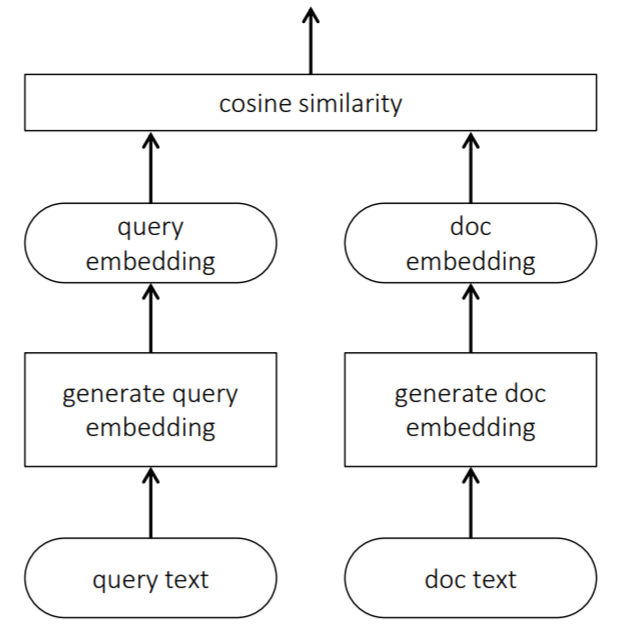 cosine similarity
query
embedding
doc
embedding
generate query
embedding
generate doc
embedding
query text
doc text